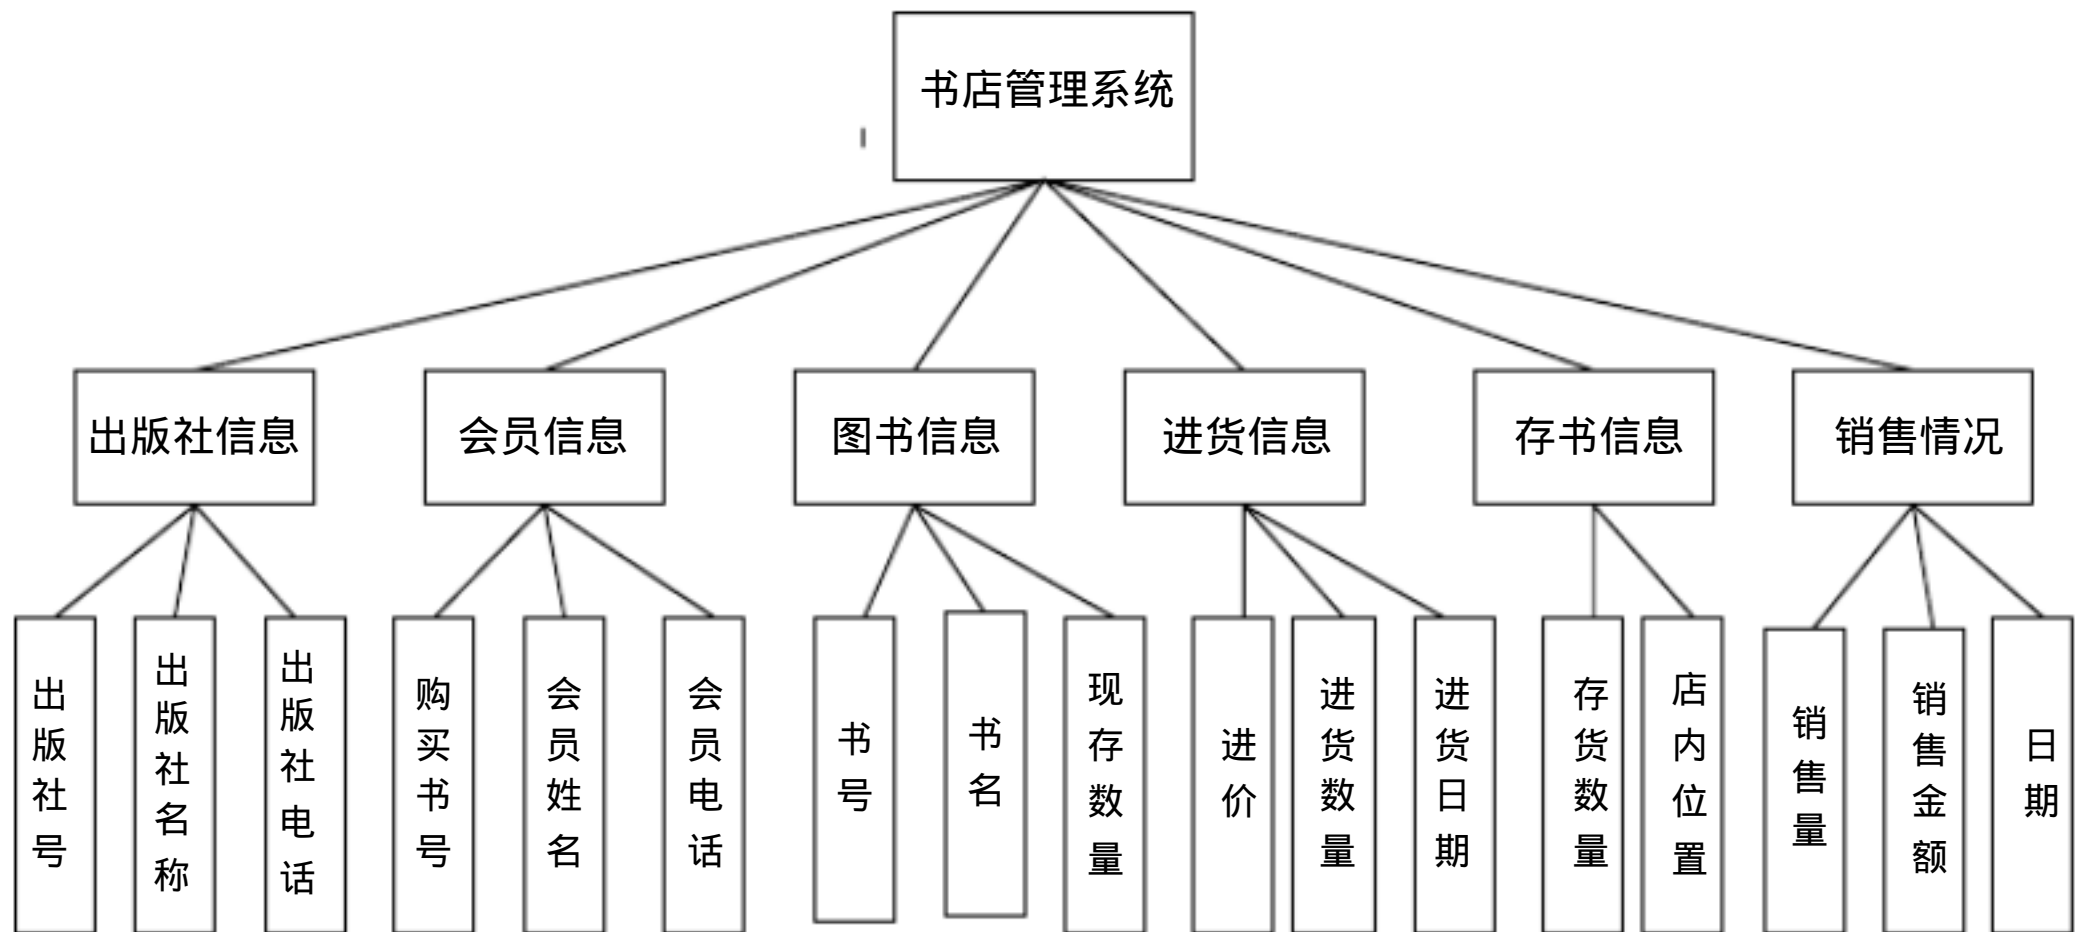 书店管理系统
出版社信息
会员信息
图书信息
进货信息
存书信息
销售情况
出版社号
出版社名称
出版社电话
购买书号
会员姓名
会员电话
书号
书名
现存数量
进价
进货数量
进货日期
存货数量
店内位置
销售量
销售金额
日期